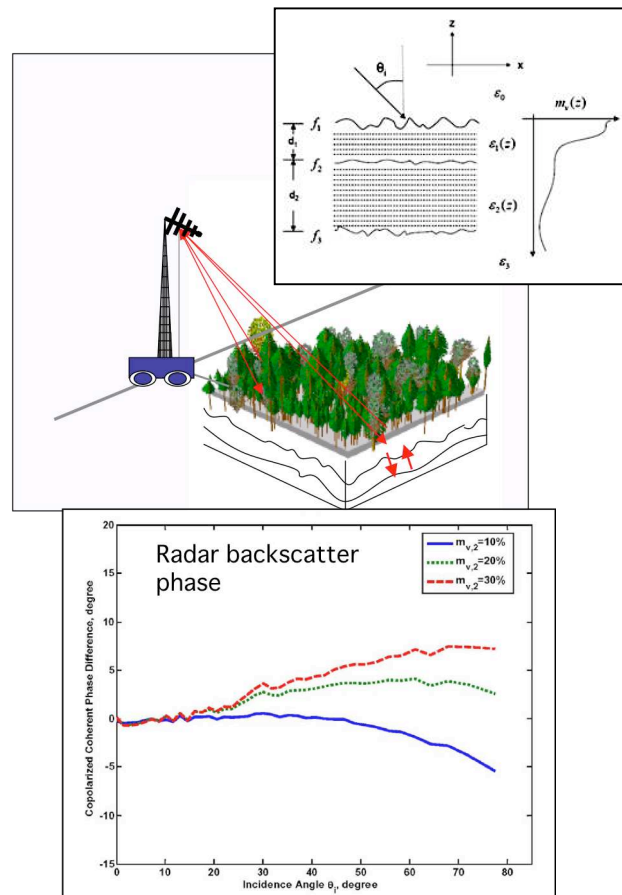 z
x
θi
ε0
mv(z)
f1
d1
ε1(z)
f2
d2
ε2(z)
f3
ε3
Radar backscatter
phase
mv,2=10%
mv,2=20%
mv,2=30%
Copolarized Coherent Phase Difference, degree
20
15
10
5
0
-5
-10
-15
0 10 20 30 40 50 60 70 80
Incidence Angle θi, degree